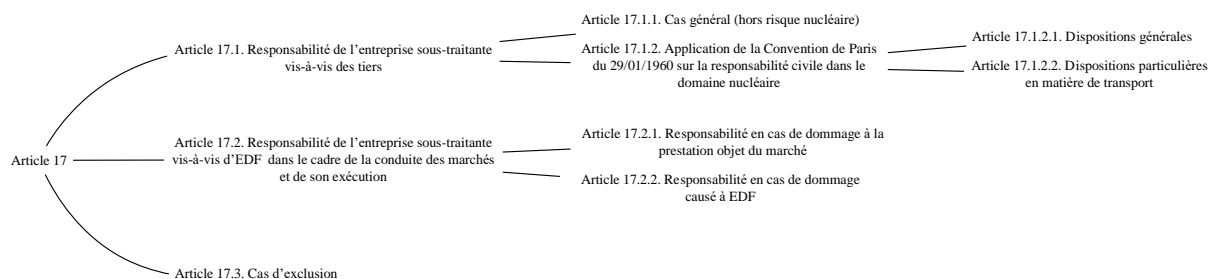 Article 17
Article 17.1. Responsabilité de l’entreprise sous-traitante
vis-à-vis des tiers
Article 17.1.1. Cas général (hors risque nucléaire)
Article 17.1.2. Application de la Convention de Paris
du 29/01/1960 sur la responsabilité civile dans le
domaine nucléaire
Article 17.1.2.1. Dispositions générales
Article 17.1.2.2. Dispositions particulières
en matière de transport
Article 17.2. Responsabilité de l’entreprise sous-traitante
vis-à-vis d’EDF dans le cadre de la conduite des marchés
et de son exécution
Article 17.2.1. Responsabilité en cas de dommage à la
prestation objet du marché
Article 17.2.2. Responsabilité en cas de dommage
causé à EDF
Article 17.3. Cas d’exclusion